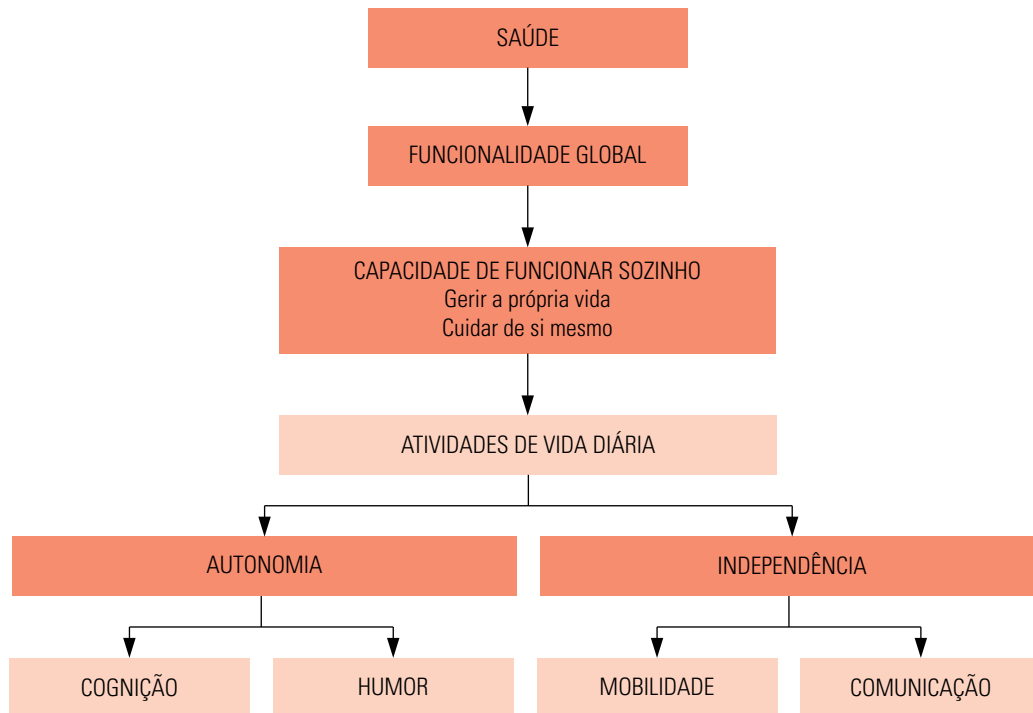 SAÚDE
FUNCIONALIDADE GLOBAL
CAPACIDADE DE FUNCIONAR SOZINHO
Gerir a própria vida
Cuidar de si mesmo
ATIVIDADES DE VIDA DIÁRIA
AUTONOMIA
INDEPENDÊNCIA
COGNIÇÃO
HUMOR
MOBILIDADE
COMUNICAÇÃO